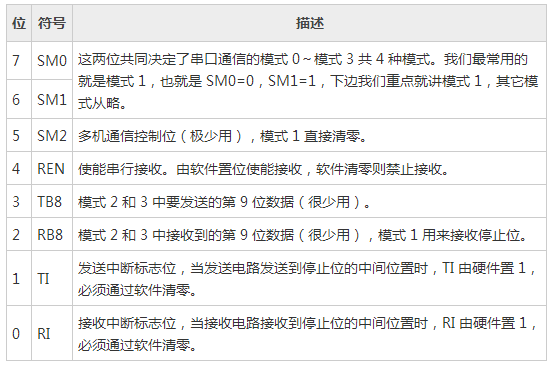 位 符号 描述
7 SM0 这两位共同决定了串口通信的模式 0～模式 3 共 4 种模式。我们最常用的
就是模式 1，也就是 SM0=0，SM1=1，下边我们重点就讲模式 1，其它模
6 SM1 式从略。
5 SM2 多机通信控制位（极少用），模式 1 直接清零。
4 REN 使能串行接收。由软件置位使能接收，软件清零则禁止接收。
3 TB8 模式 2 和 3 中要发送的第 9 位数据（很少用）。
2 RB8 模式 2 和 3 中接收到的第 9 位数据（很少用），模式 1 用来接收停止位。
1 TI 发送中断标志位，当发送电路发送到停止位的中间位置时，TI 由硬件置 1，
必须通过软件清零。
0 RI 接收中断标志位，当接收电路接收到停止位的中间位置时，RI 由硬件置 1，
必须通过软件清零。